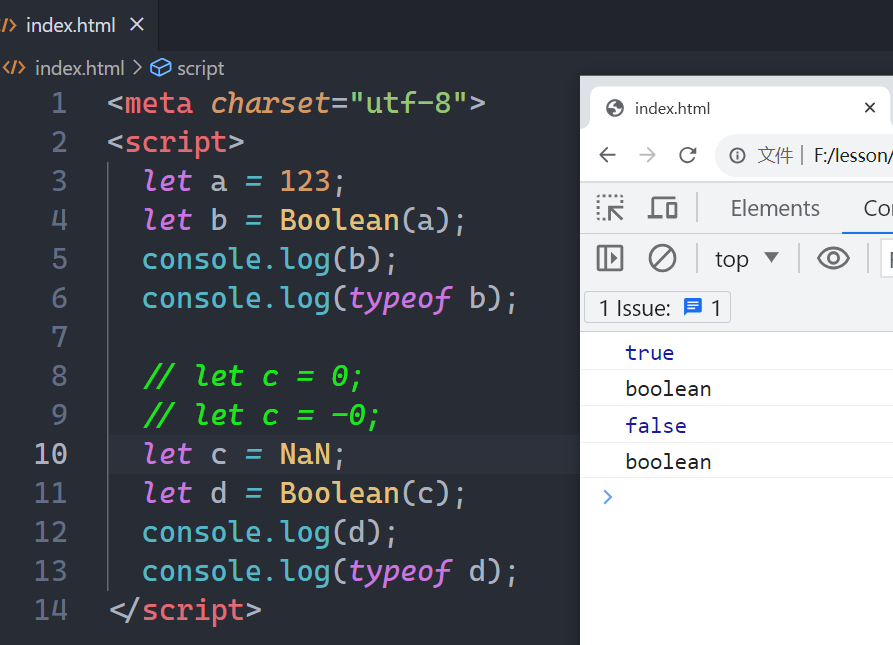 index.html
index.html > script
1 <meta charset="utf-8">
2 <script>
3 let a = 123;
4 let b = Boolean(a);
5 console.log(b);
6 console.log(typeof b);
7
8 // let c = 0;
9 // let c = -0;
10 let c = NaN;
11 let d = Boolean(c);
12 console.log(d);
13 console.log(typeof d);
14 </script>
index.html
文件 F:/lesson/
Elements
top
1 Issue: 1
true
boolean
false
boolean